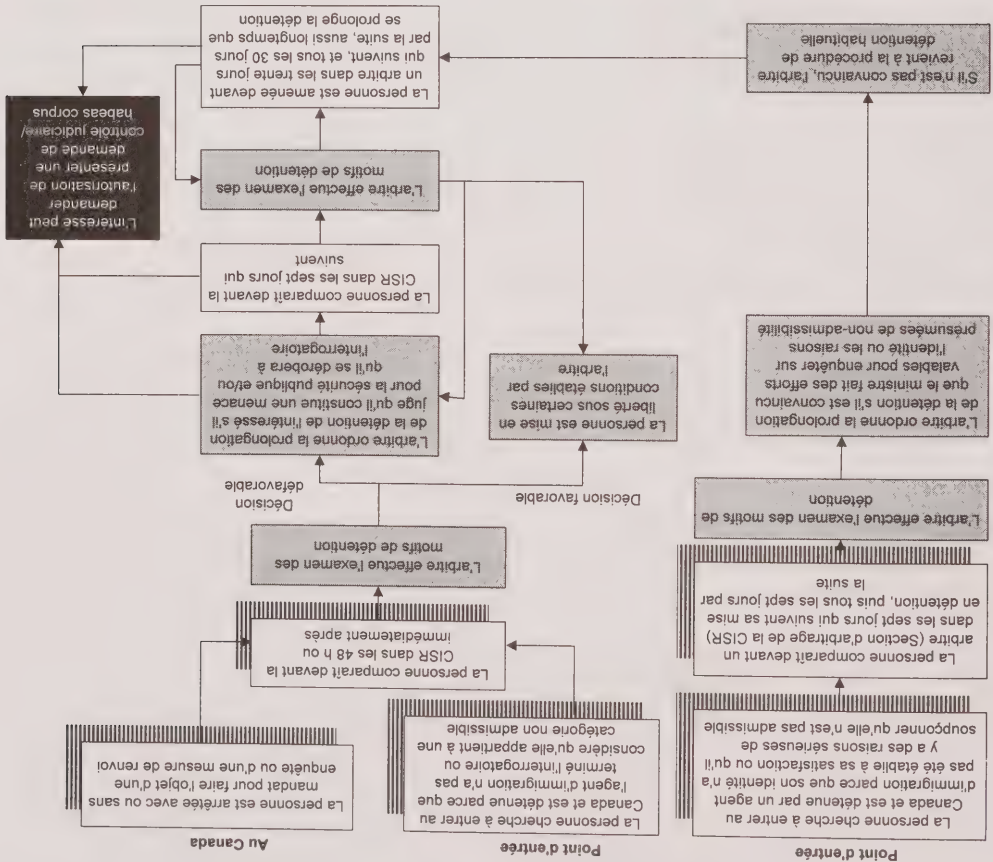 Point d'entrée
La personne cherche à entrer au
Canada et est détenue par un agent
d'immigration parce que son identité n'a
pas été établie à sa satisfaction ou qu'il
y a des raisons sérieuses de
soupçonner qu'elle n'est pas admissible
La personne comparaît devant un
arbitre (Section d'arbitrage de la CISR)
dans les sept jours qui suivent sa mise
en détention, puis tous les sept jours par
la suite
L'arbitre effectue l'examen des motifs de
détention
L'arbitre ordonne la prolongation
de la détention s'il est convaincu
que le ministre fait des efforts
valables pour enquêter sur
l'identité ou les raisons
présumées de non-admissibilité
S'il n'est pas convaincu, l'arbitre
revient à la procédure de
détention habituelle
Point d'entrée
La personne cherche à entrer au
Canada et est détenue parce que
l'agent d'immigration n'a pas
terminé l'interrogatoire ou
considère qu'elle appartient à une
catégorie non admissible
Au Canada
La personne est arrêtée avec ou sans
mandat pour faire l'objet d'une
enquête ou d'une mesure de renvoi
La personne comparaît devant la
CISR dans les 48 h ou
immédiatement après
L'arbitre effectue l'examen des
motifs de détention
Décision favorable
Décision
défavorable
La personne est mise en
liberté sous certaines
conditions établies par
l'arbitre
L'arbitre ordonne la prolongation
de la détention de l'intéressé s'il
juge qu'il constitue une menace
pour la sécurité publique et/ou
qu'il se dérobera à
l'interrogatoire
La personne comparaît devant la
CISR dans les sept jours qui
suivent
L'arbitre effectue l'examen des
motifs de détention
La personne est amenée devant
un arbitre dans les trente jours
qui suivent, et tous les 30 jours
par la suite, aussi longtemps que
se prolonge la détention
L'intéressé peut
demander
l'autorisation de
présenter une
demande de
contrôle judiciaire/
habeas corpus